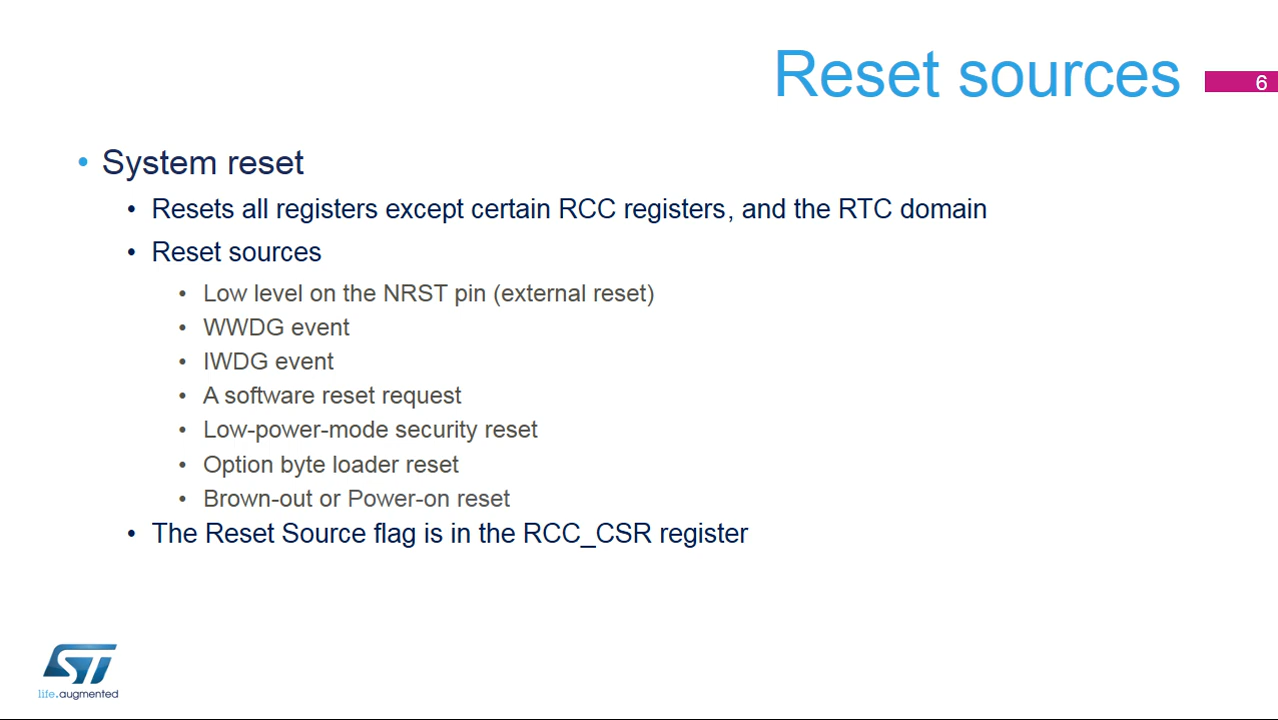 Reset sources
6
• System reset
• Resets all registers except certain RCC registers, and the RTC domain
• Reset sources
• Low level on the NRST pin (external reset)
• WWDG event
• IWDG event
• A software reset request
• Low-power-mode security reset
• Option byte loader reset
• Brown-out or Power-on reset
• The Reset Source flag is in the RCC_CSR register
ST
life.augmented